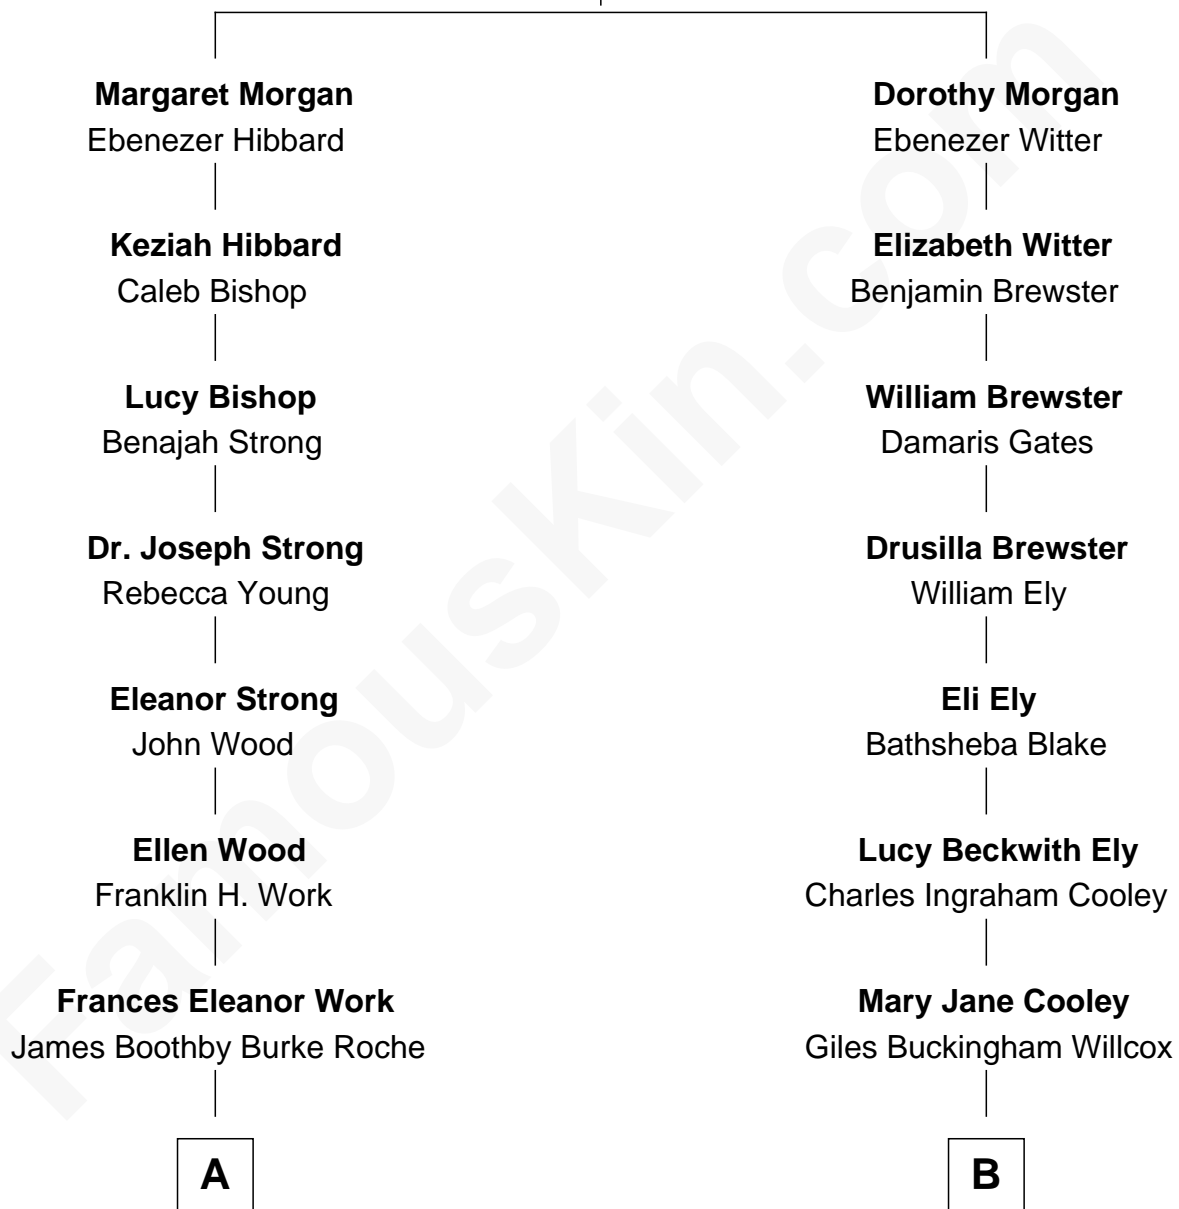 Margaret Morgan
Ebenezer Hibbard
Keziah Hibbard
Caleb Bishop
Lucy Bishop
Benajah Strong
Dr. Joseph Strong
Rebecca Young
Eleanor Strong
John Wood
Ellen Wood
Franklin H. Work
Frances Eleanor Work
James Boothby Burke Roche
A
Dorothy Morgan
Ebenezer Witter
Elizabeth Witter
Benjamin Brewster
William Brewster
Damaris Gates
Drusilla Brewster
William Ely
Eli Ely
Bathsheba Blake
Lucy Beckwith Ely
Charles Ingraham Cooley
Mary Jane Cooley
Giles Buckingham Willcox
B
FamousKin.com